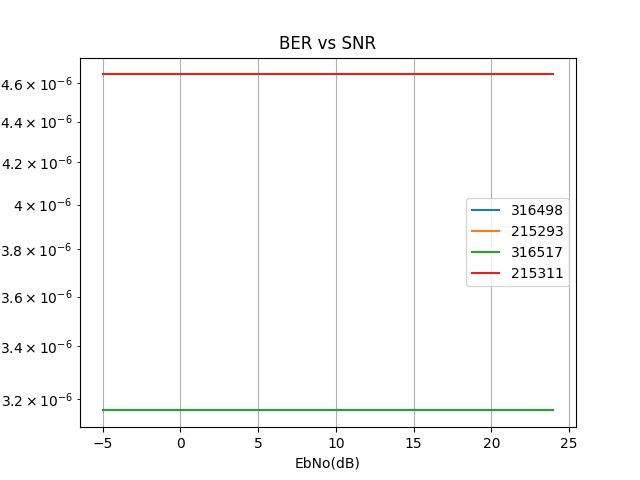 BER vs SNR
4.6 × 10⁻⁶
4.4 × 10⁻⁶
4.2 × 10⁻⁶
4 × 10⁻⁶
3.8 × 10⁻⁶
3.6 × 10⁻⁶
3.4 × 10⁻⁶
3.2 × 10⁻⁶
316498
215293
316517
215311
−5 0 5 10 15 20 25
EbNo(dB)